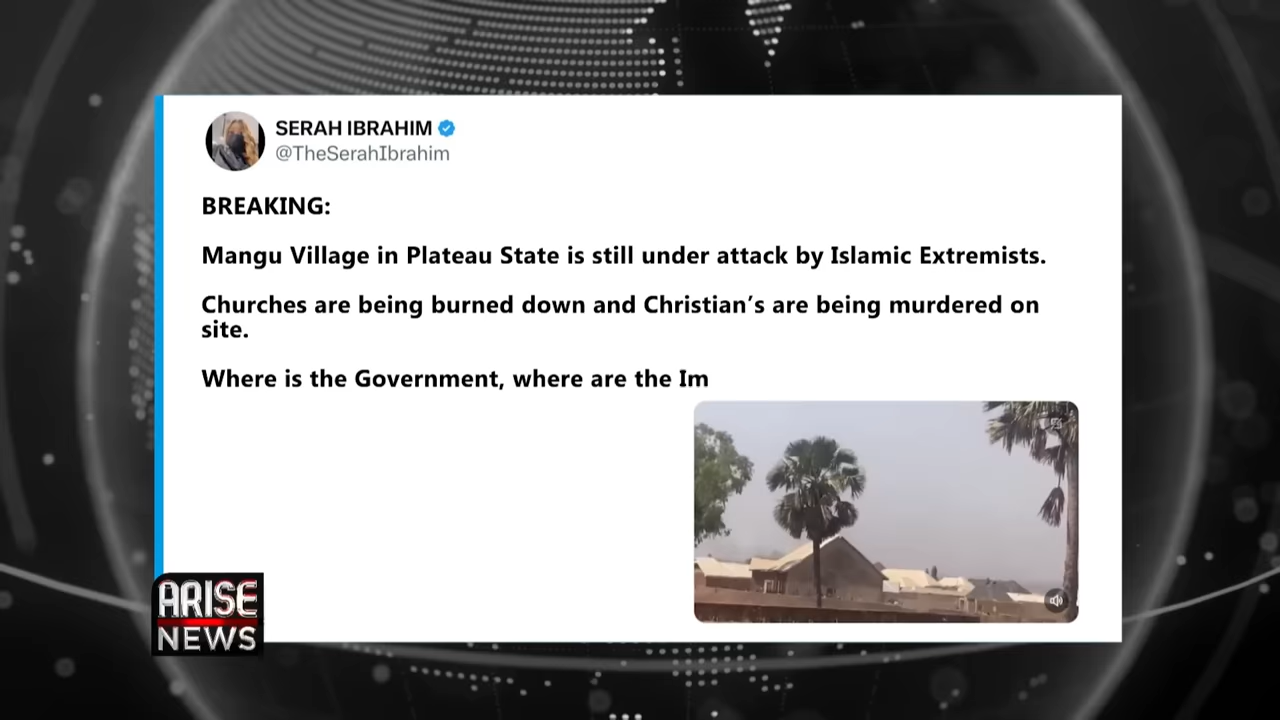 SERAH IBRAHIM
@TheSerahIbrahim
BREAKING:
Mangu Village in Plateau State is still under attack by Islamic Extremists.
Churches are being burned down and Christian’s are being murdered on
site.
Where is the Government, where are the Im
ARISE
NEWS